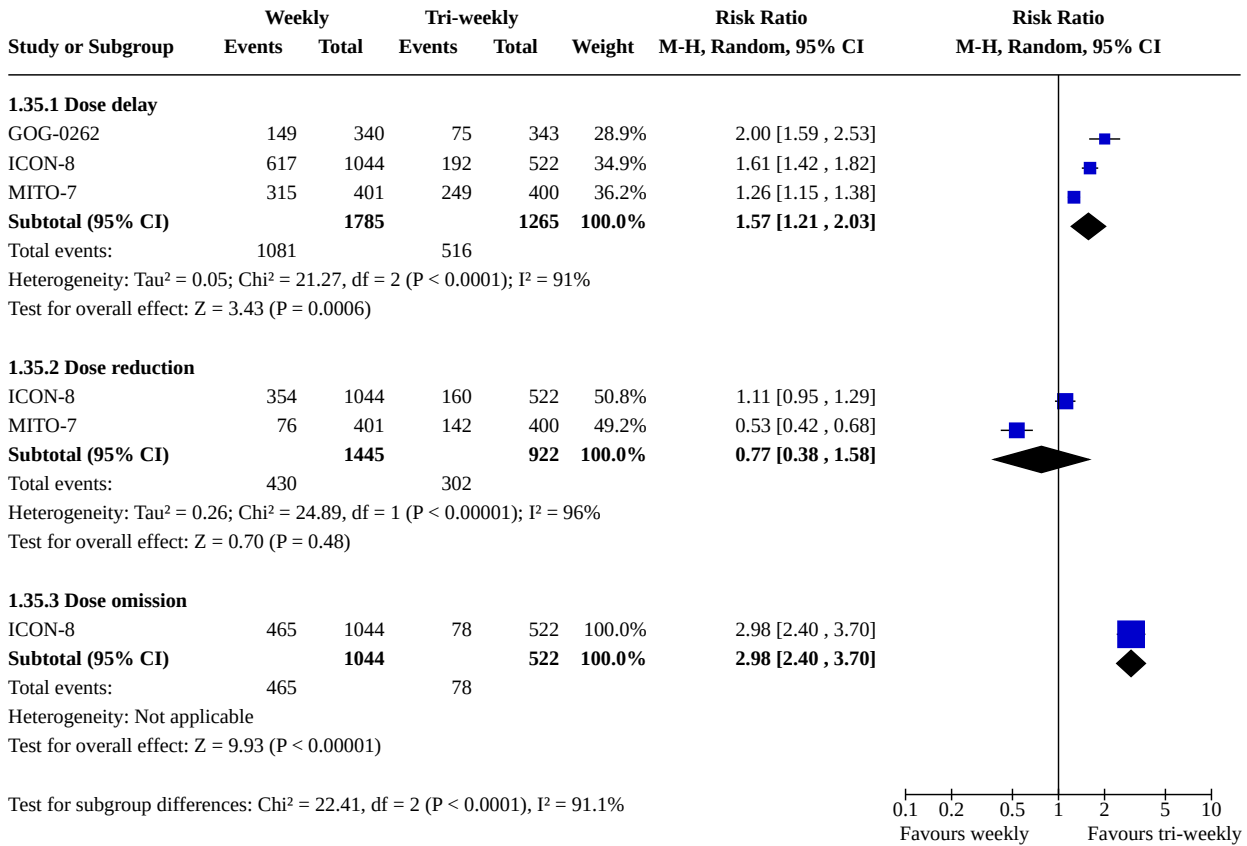 Weekly Tri-weekly Risk Ratio Risk Ratio
Study or Subgroup Events Total Events Total Weight M-H, Random, 95% CI M-H, Random, 95% CI
1.35.1 Dose delay
GOG-0262 149 340 75 343 28.9% 2.00 [1.59 , 2.53]
ICON-8 617 1044 192 522 34.9% 1.61 [1.42 , 1.82]
MITO-7 315 401 249 400 36.2% 1.26 [1.15 , 1.38]
Subtotal (95% CI) 1785 1265 100.0% 1.57 [1.21 , 2.03]
Total events: 1081 516
Heterogeneity: Tau² = 0.05; Chi² = 21.27, df = 2 (P < 0.0001); I² = 91%
Test for overall effect: Z = 3.43 (P = 0.0006)
1.35.2 Dose reduction
ICON-8 354 1044 160 522 50.8% 1.11 [0.95 , 1.29]
MITO-7 76 401 142 400 49.2% 0.53 [0.42 , 0.68]
Subtotal (95% CI) 1445 922 100.0% 0.77 [0.38 , 1.58]
Total events: 430 302
Heterogeneity: Tau² = 0.26; Chi² = 24.89, df = 1 (P < 0.00001); I² = 96%
Test for overall effect: Z = 0.70 (P = 0.48)
1.35.3 Dose omission
ICON-8 465 1044 78 522 100.0% 2.98 [2.40 , 3.70]
Subtotal (95% CI) 1044 522 100.0% 2.98 [2.40 , 3.70]
Total events: 465 78
Heterogeneity: Not applicable
Test for overall effect: Z = 9.93 (P < 0.00001)
Test for subgroup differences: Chi² = 22.41, df = 2 (P < 0.0001), I² = 91.1%
0.1 0.2 0.5 1 2 5 10
Favours weekly Favours tri-weekly